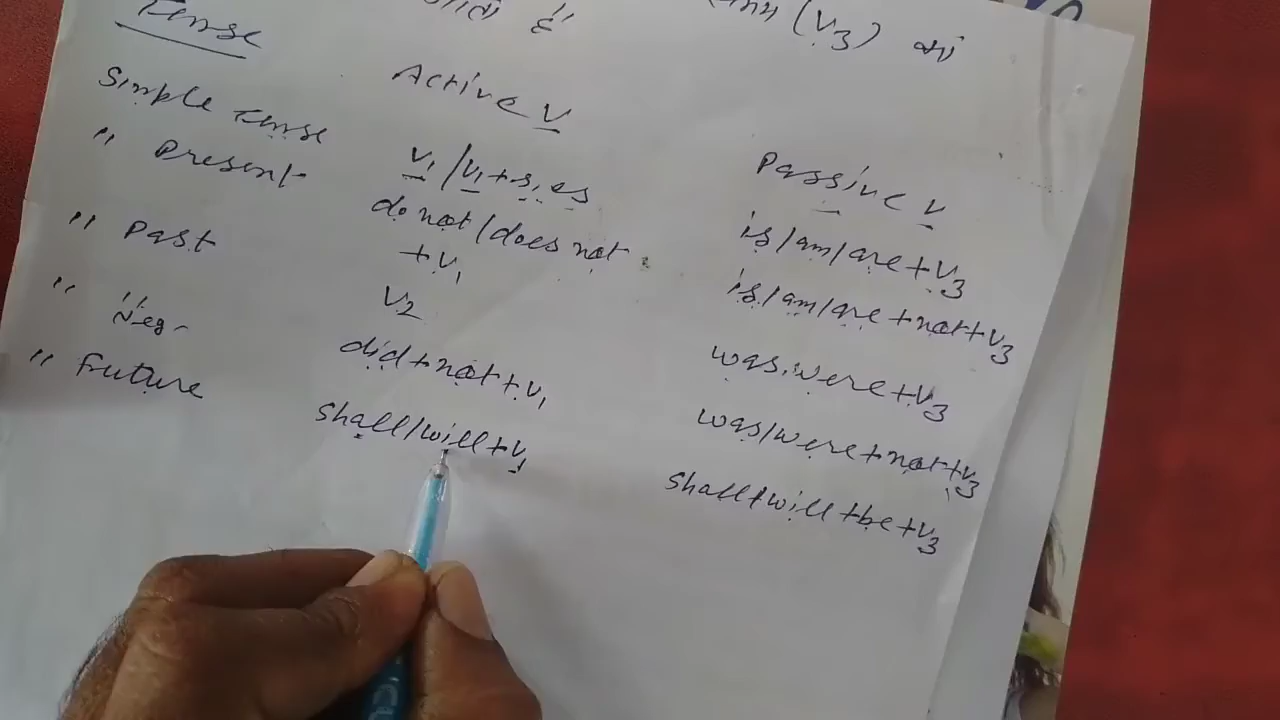 (V3) का
Tense
Active V
Passive V
Simple Tense
" Present V1/V1+s, es is/am/are+V3
do not/does not +V1 is/am/are+not+V3
" Past V2 was, were+V3
" " Neg. did+not+V1 was/were+not+V3
" Future shall/will+V1 shall+will+be+V3